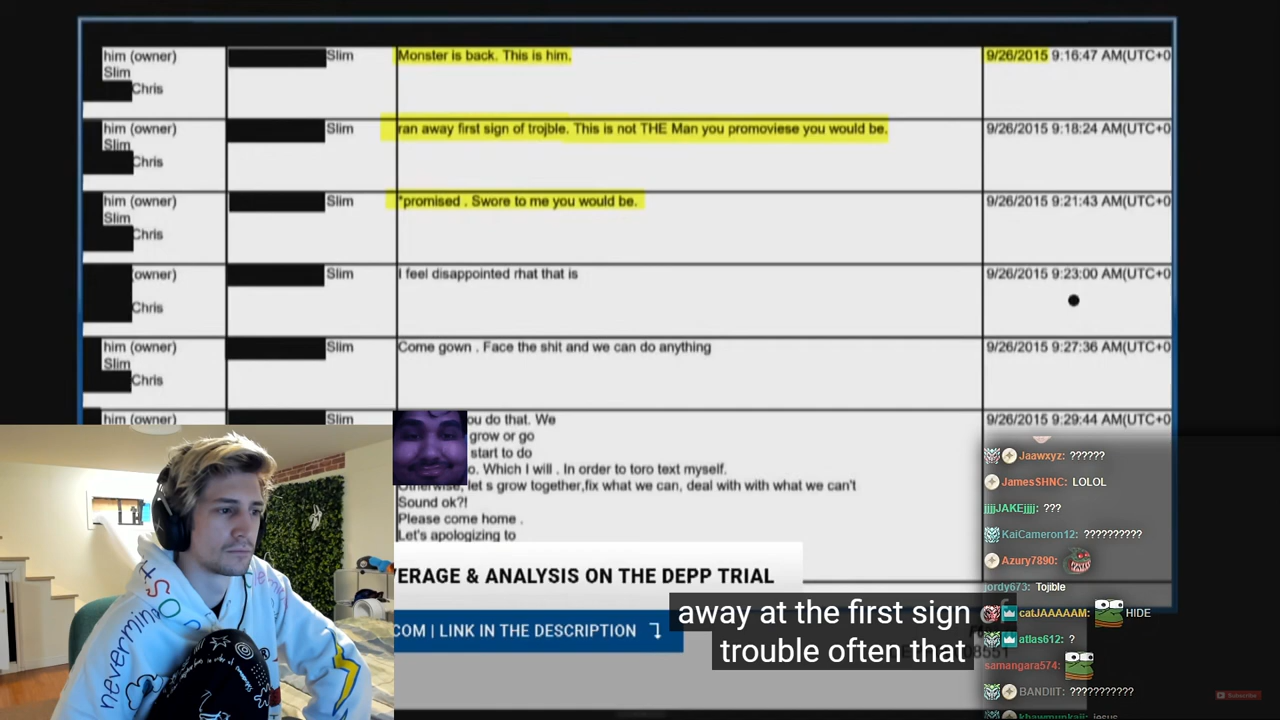 him (owner)
Slim
Chris
Slim
Monster is back. This is him.
9/26/2015 9:16:47 AM(UTC+0
him (owner)
Slim
Chris
Slim
ran away first sign of trojble. This is not THE Man you promoviese you would be.
9/26/2015 9:18:24 AM(UTC+0
him (owner)
Slim
Chris
Slim
*promised . Swore to me you would be.
9/26/2015 9:21:43 AM(UTC+0
(owner)
Chris
Slim
I feel disappointed rhat that is
9/26/2015 9:23:00 AM(UTC+0
him (owner)
Slim
Chris
Slim
Come gown . Face the shit and we can do anything
9/26/2015 9:27:36 AM(UTC+0
him (owner)
Slim
ou do that. We
grow or go
start to do
o. Which I will . In order to toro text myself.
Otherwise, let s grow together,fix what we can, deal with with what we can't
Sound ok?!
Please come home .
Let's apologizing to
9/26/2015 9:29:44 AM(UTC+0
ERAGE & ANALYSIS ON THE DEPP TRIAL
COM | LINK IN THE DESCRIPTION
away at the first sign of
trouble often that
Jaawxyz: ??????
JamesSHNC: LOLOL
jjjjJAKEjjjj: ???
KaiCameron12: ??????????
Azury7890:
jordy673: Tojible
catJAAAAAM: HIDE
atlas612: ?
samangara574:
BANDIIT: ???????????
khawmunkaii: jesus
nevermind
Subscribe